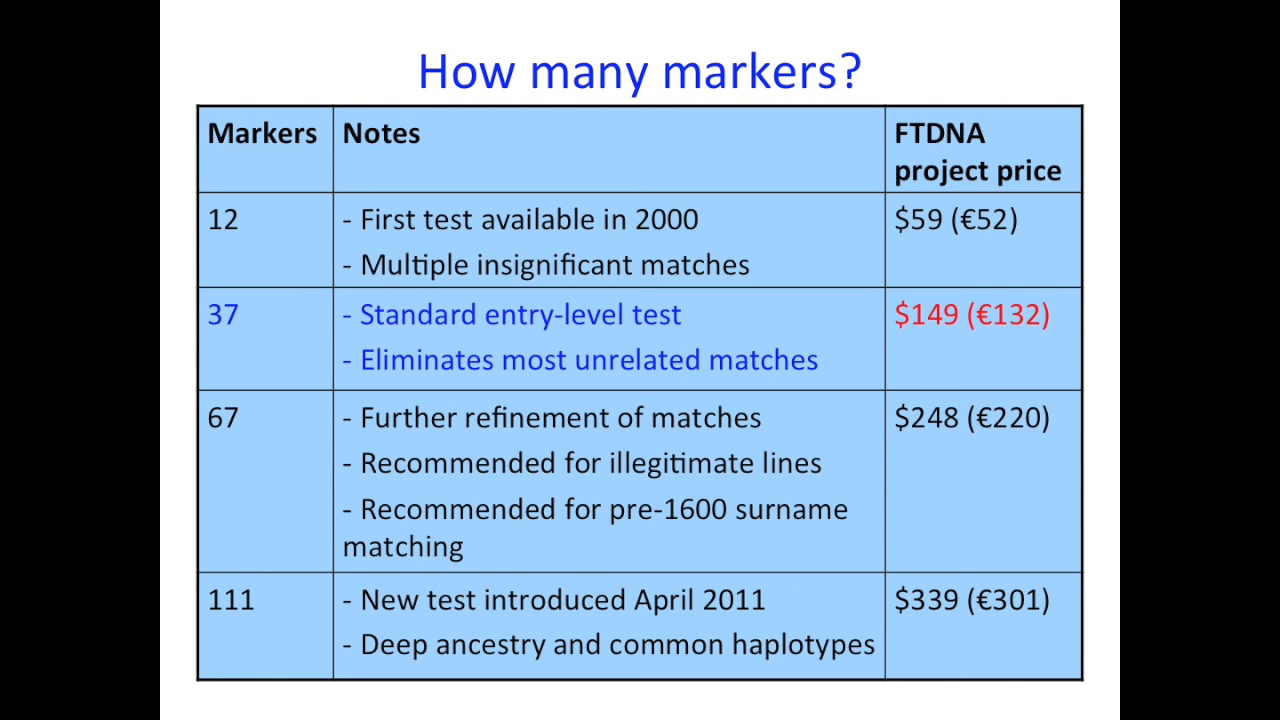 How many markers?
Markers Notes FTDNA
project price
12 - First test available in 2000 $59 (€52)
- Multiple insignificant matches
37 - Standard entry-level test $149 (€132)
- Eliminates most unrelated matches
67 - Further refinement of matches $248 (€220)
- Recommended for illegitimate lines
- Recommended for pre-1600 surname
matching
111 - New test introduced April 2011 $339 (€301)
- Deep ancestry and common haplotypes